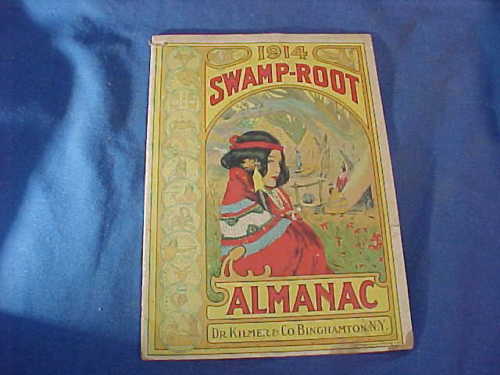 1914
SWAMP-ROOT
ALMANAC
DR. KILMER & CO. BINGHAMTON, N.Y.